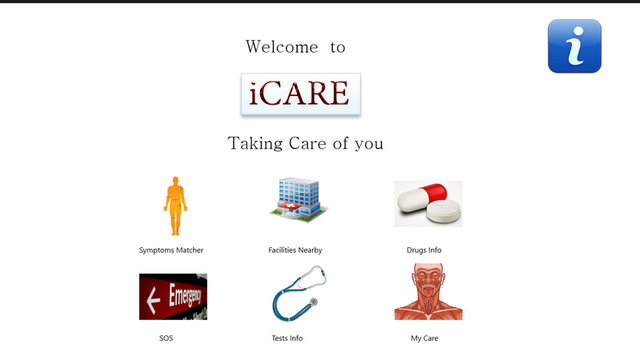 Welcome to
i
iCARE
Taking Care of you
Symptoms Matcher
Facilities Nearby
Drugs Info
Emergency
SOS
Tests Info
My Care